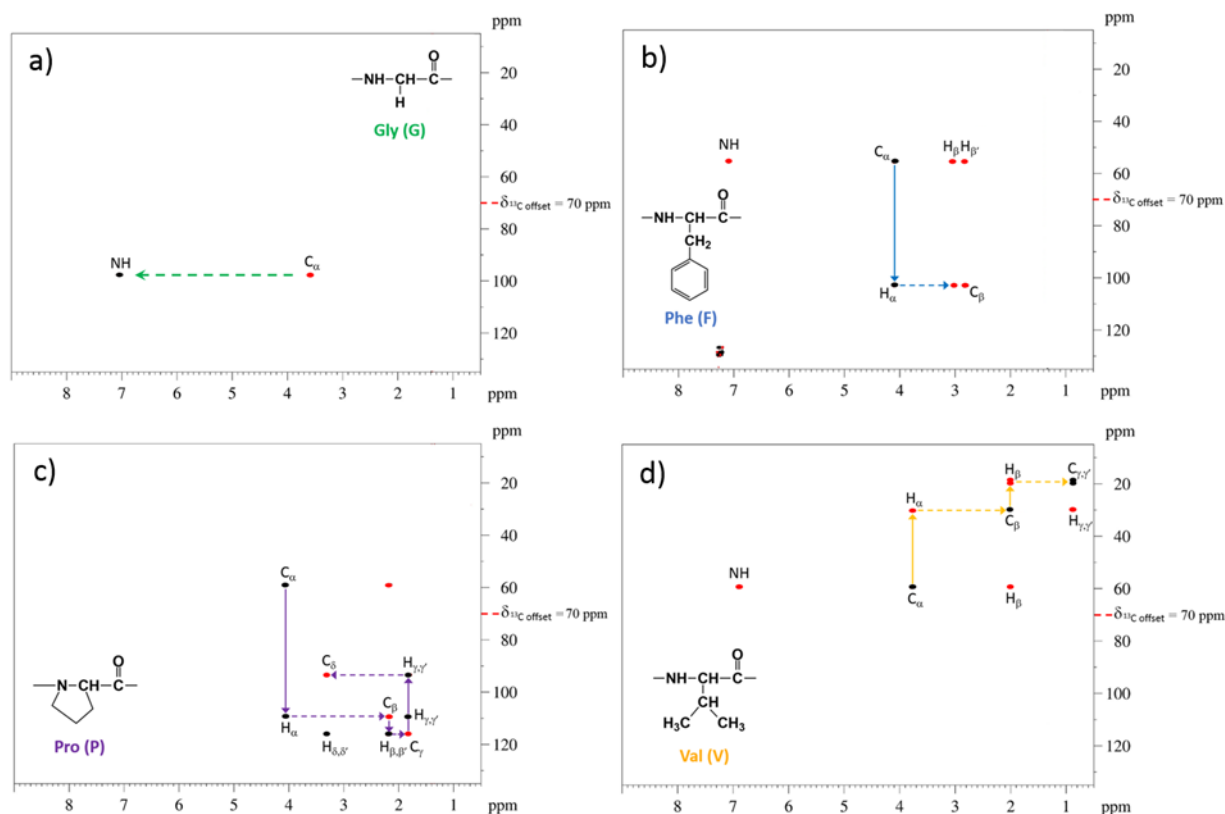 a)
ppm
O
—NH—CH—C—
H
Gly (G)
NH
Cα
20
40
60
δ13C offset = 70 ppm
80
100
120
8 7 6 5 4 3 2 1 ppm
b)
ppm
NH
Cα
Hβ Hβ'
O
—NH—CH—C—
CH2
Phe (F)
Hα
Cβ
20
40
60
δ13C offset = 70 ppm
80
100
120
8 7 6 5 4 3 2 1 ppm
c)
ppm
Cα
O
—N—CH—C—
Pro (P)
Cδ
Hγ,γ'
Cβ
Hα
Hγ,γ'
Hδ,δ'
Hβ,β'
Cγ
20
40
60
δ13C offset = 70 ppm
80
100
120
8 7 6 5 4 3 2 1 ppm
d)
ppm
Hβ
Cγ,γ'
Hα
Cβ
Hγ,γ'
NH
Cα
Hβ
O
—NH—CH—C—
CH
H3C CH3
Val (V)
20
40
60
δ13C offset = 70 ppm
80
100
120
8 7 6 5 4 3 2 1 ppm